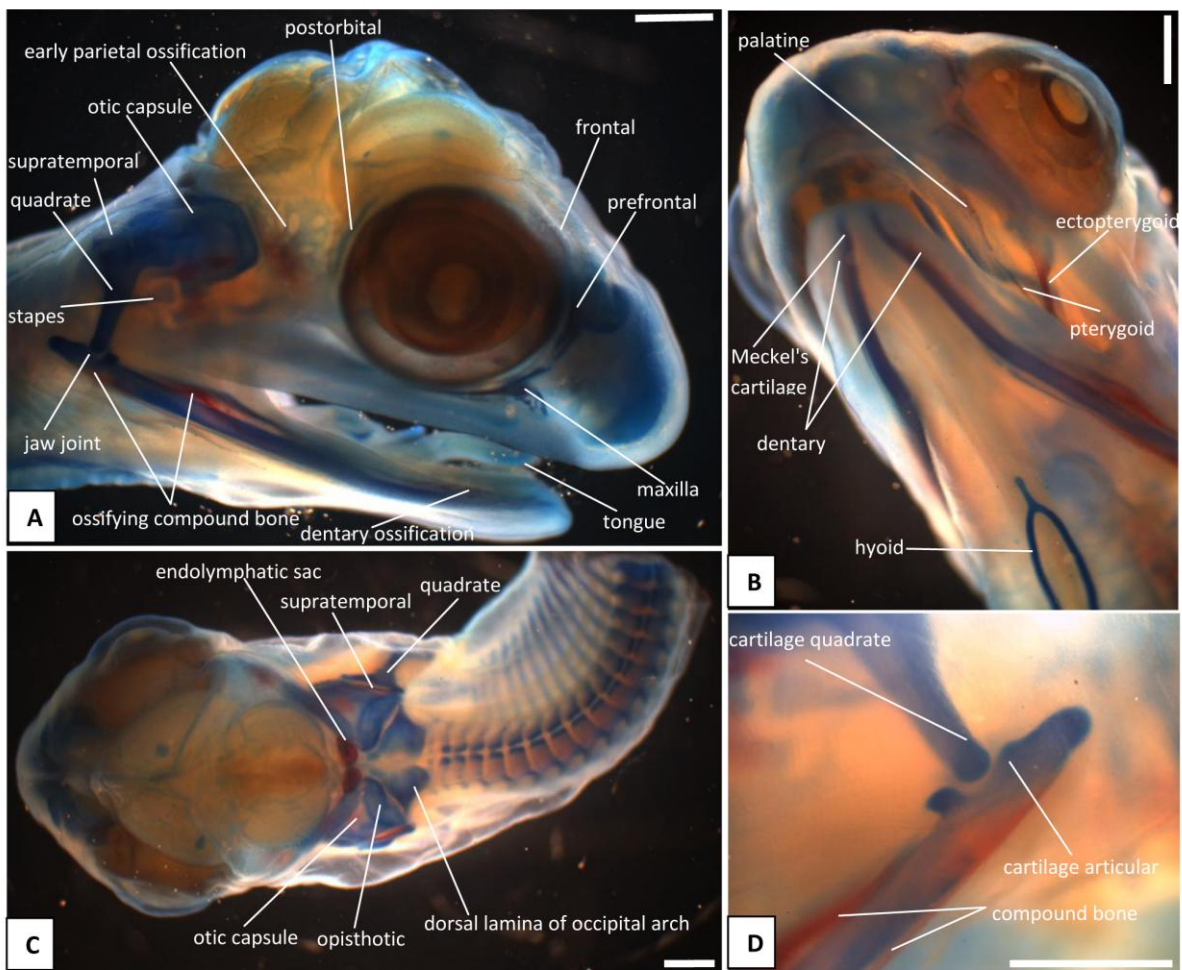 postorbital
early parietal ossification
otic capsule
frontal
supratemporal
prefrontal
quadrate
stapes
jaw joint
maxilla
ossifying compound bone
tongue
dentary ossification
A
palatine
ectopterygoid
pterygoid
Meckel's
cartilage
dentary
hyoid
B
endolymphatic sac
quadrate
supratemporal
dorsal lamina of occipital arch
otic capsule
opisthotic
C
cartilage quadrate
cartilage articular
compound bone
D